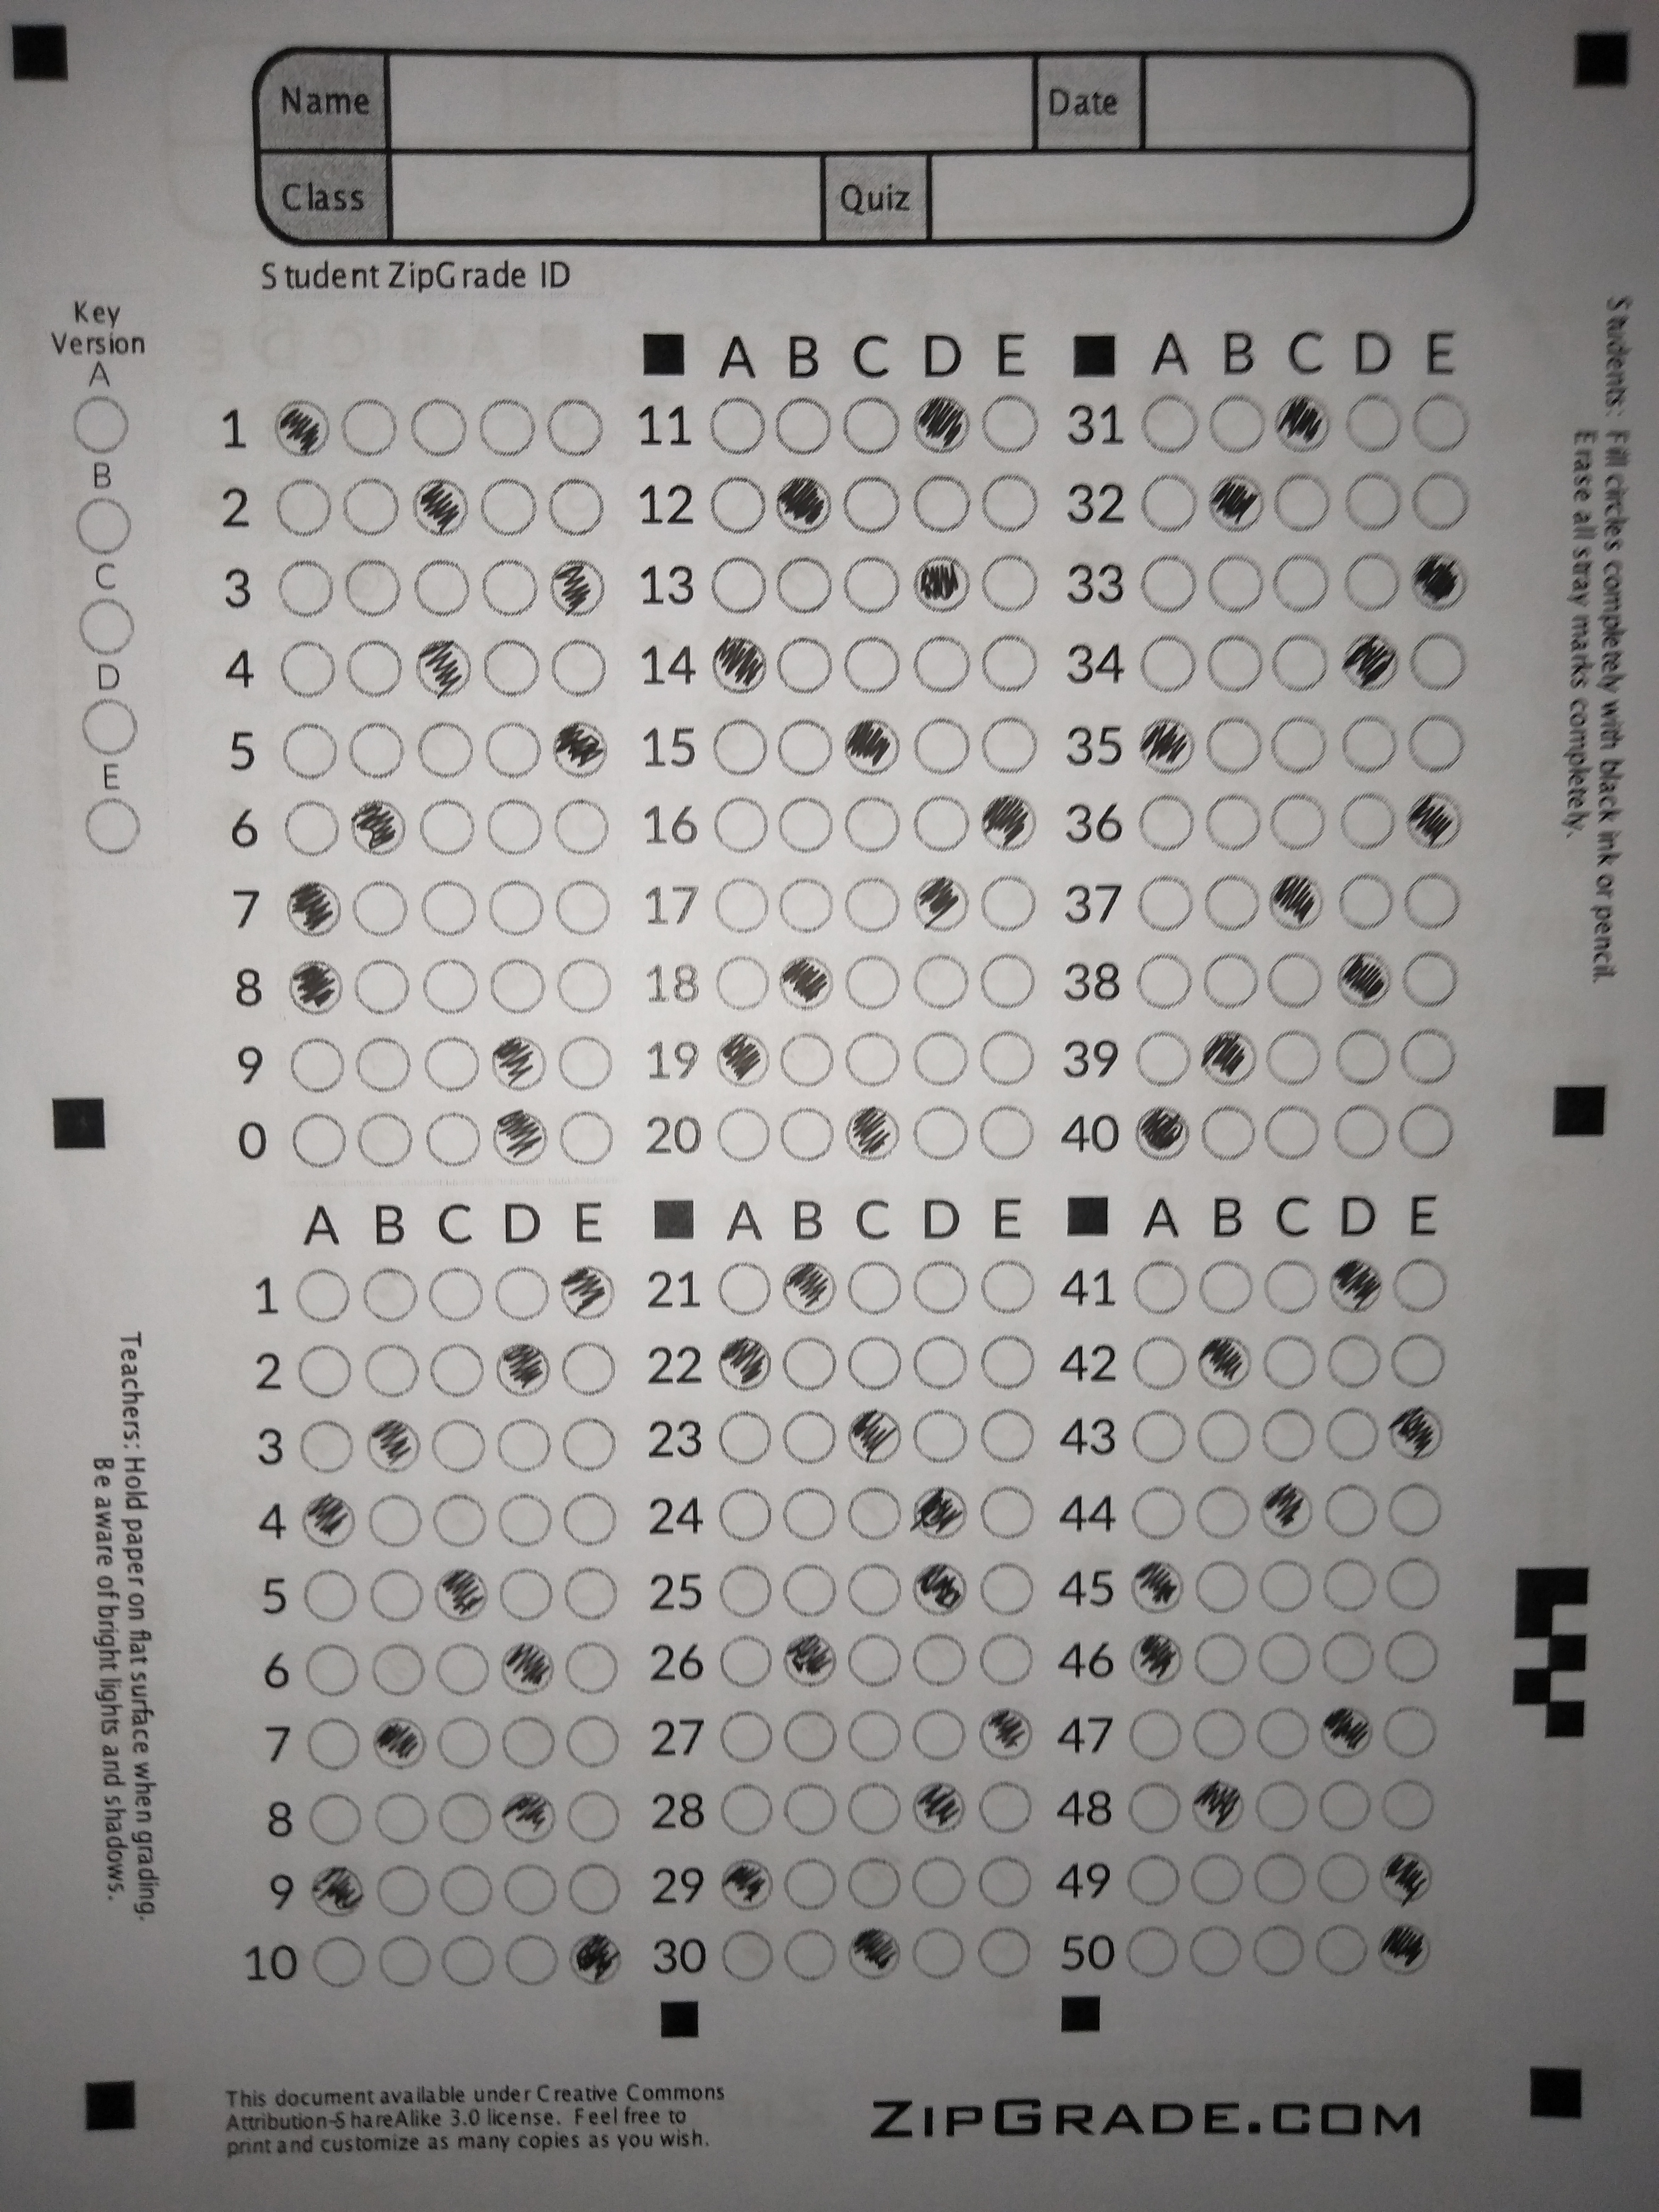 Name
Date
Class
Quiz
Student ZipGrade ID
Key
Version
A
B
C
D
E
1
2
3
4
5
6
7
8
9
0
A B C D E
1
2
3
4
5
6
7
8
9
10
A B C D E
11
12
13
14
15
16
17
18
19
20
A B C D E
21
22
23
24
25
26
27
28
29
30
A B C D E
31
32
33
34
35
36
37
38
39
40
A B C D E
41
42
43
44
45
46
47
48
49
50
Students: Fill circles completely with black ink or pencil.
Erase all stray marks completely.
Teachers: Hold paper on flat surface when grading.
Be aware of bright lights and shadows.
This document available under Creative Commons
Attribution-ShareAlike 3.0 license. Feel free to
print and customize as many copies as you wish.
ZIPGRADE.COM